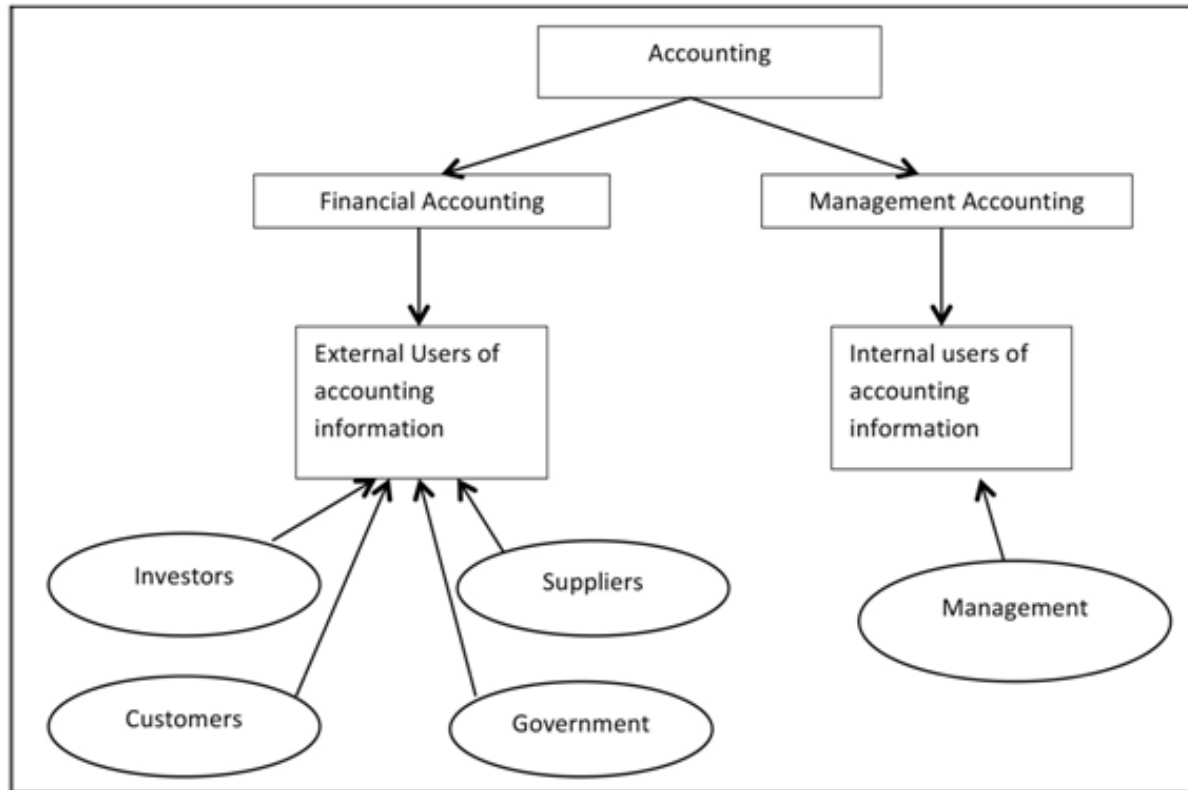 Accounting
Financial Accounting
Management Accounting
External Users of
accounting
information
Internal users of
accounting
information
Investors
Suppliers
Management
Customers
Government